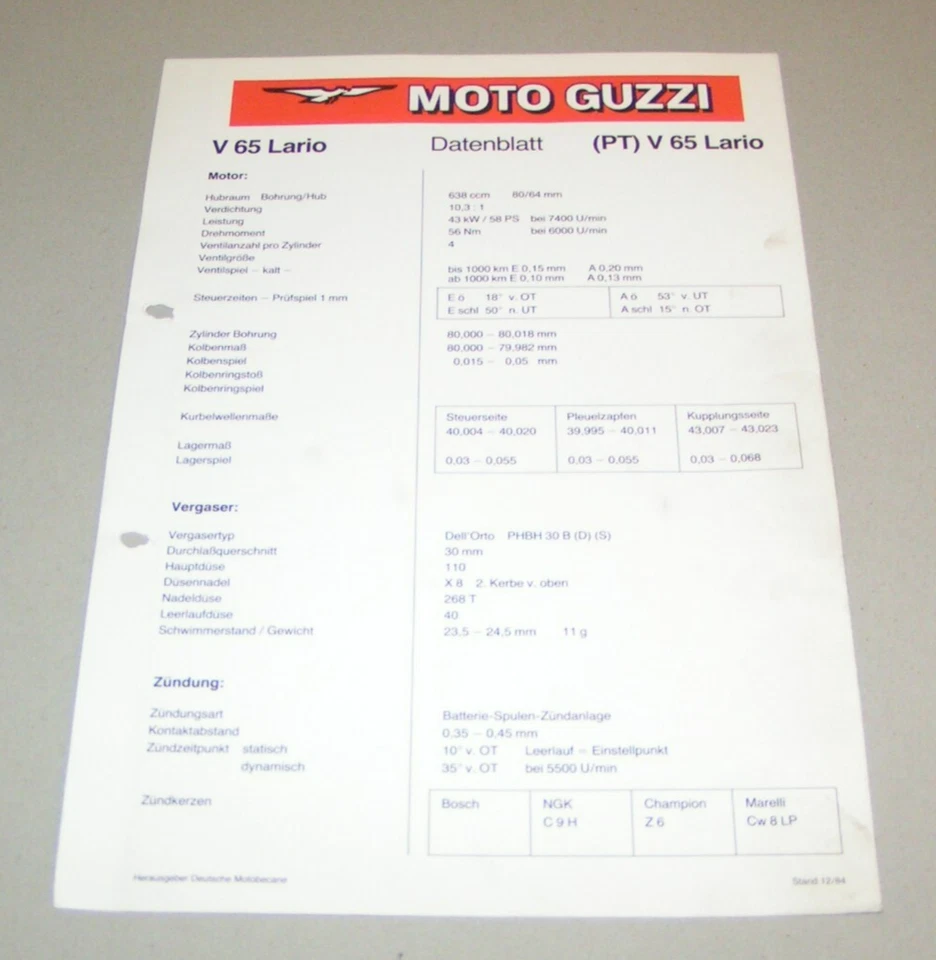 MOTO GUZZI
V 65 Lario Datenblatt (PT) V 65 Lario
Motor:
Hubraum Bohrung/Hub 638 ccm 80/64 mm
Verdichtung 10,3 : 1
Leistung 43 kW / 58 PS bei 7400 U/min
Drehmoment 56 Nm bei 6000 U/min
Ventilanzahl pro Zylinder 4
Ventilgröße
Ventilspiel – kalt – bis 1000 km E 0,15 mm A 0,20 mm
ab 1000 km E 0,10 mm A 0,13 mm
Steuerzeiten – Prüfspiel 1 mm E ö 18° v. OT A ö 53° v. UT
E schl 50° n. UT A schl 15° n. OT
Zylinder Bohrung 80,000 – 80,018 mm
Kolbenmaß 80,000 – 79,982 mm
Kolbenspiel 0,015 – 0,05 mm
Kolbenringstoß
Kolbenringspiel
Kurbelwellenmaße Steuerseite Pleuelzapfen Kupplungsseite
40,004 – 40,020 39,995 – 40,011 43,007 – 43,023
Lagermaß
Lagerspiel 0,03 – 0,055 0,03 – 0,055 0,03 – 0,068
Vergaser:
Vergasertyp Dell'Orto PHBH 30 B (D) (S)
Durchlaßquerschnitt 30 mm
Hauptdüse 110
Düsennadel X 8 2. Kerbe v. oben
Nadeldüse 268 T
Leerlaufdüse 40
Schwimmerstand / Gewicht 23,5 – 24,5 mm 11 g
Zündung:
Zündungsart Batterie-Spulen-Zündanlage
Kontaktabstand 0,35 – 0,45 mm
Zündzeitpunkt statisch 10° v. OT Leerlauf = Einstellpunkt
dynamisch 35° v. OT bei 5500 U/min
Zündkerzen Bosch NGK Champion Marelli
C 9 H Z 6 Cw 8 LP
Herausgeber Deutsche Motobecane Stand 12/84